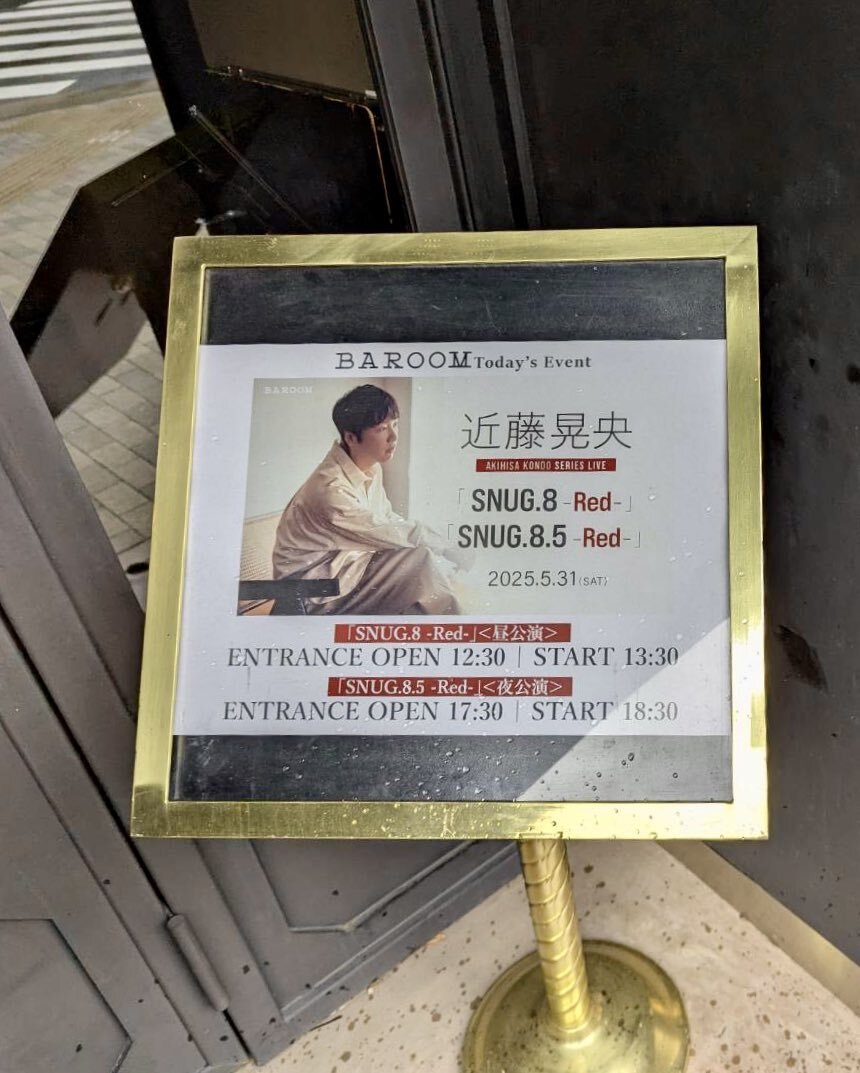 BAROOM Today's Event
BAROOM
近藤晃央
AKIHISA KONDO SERIES LIVE
「SNUG.8 -Red-」
「SNUG.8.5 -Red-」
2025.5.31(SAT)
「SNUG.8 -Red-」<昼公演>
ENTRANCE OPEN 12:30 | START 13:30
「SNUG.8.5 -Red-」<夜公演>
ENTRANCE OPEN 17:30 | START 18:30